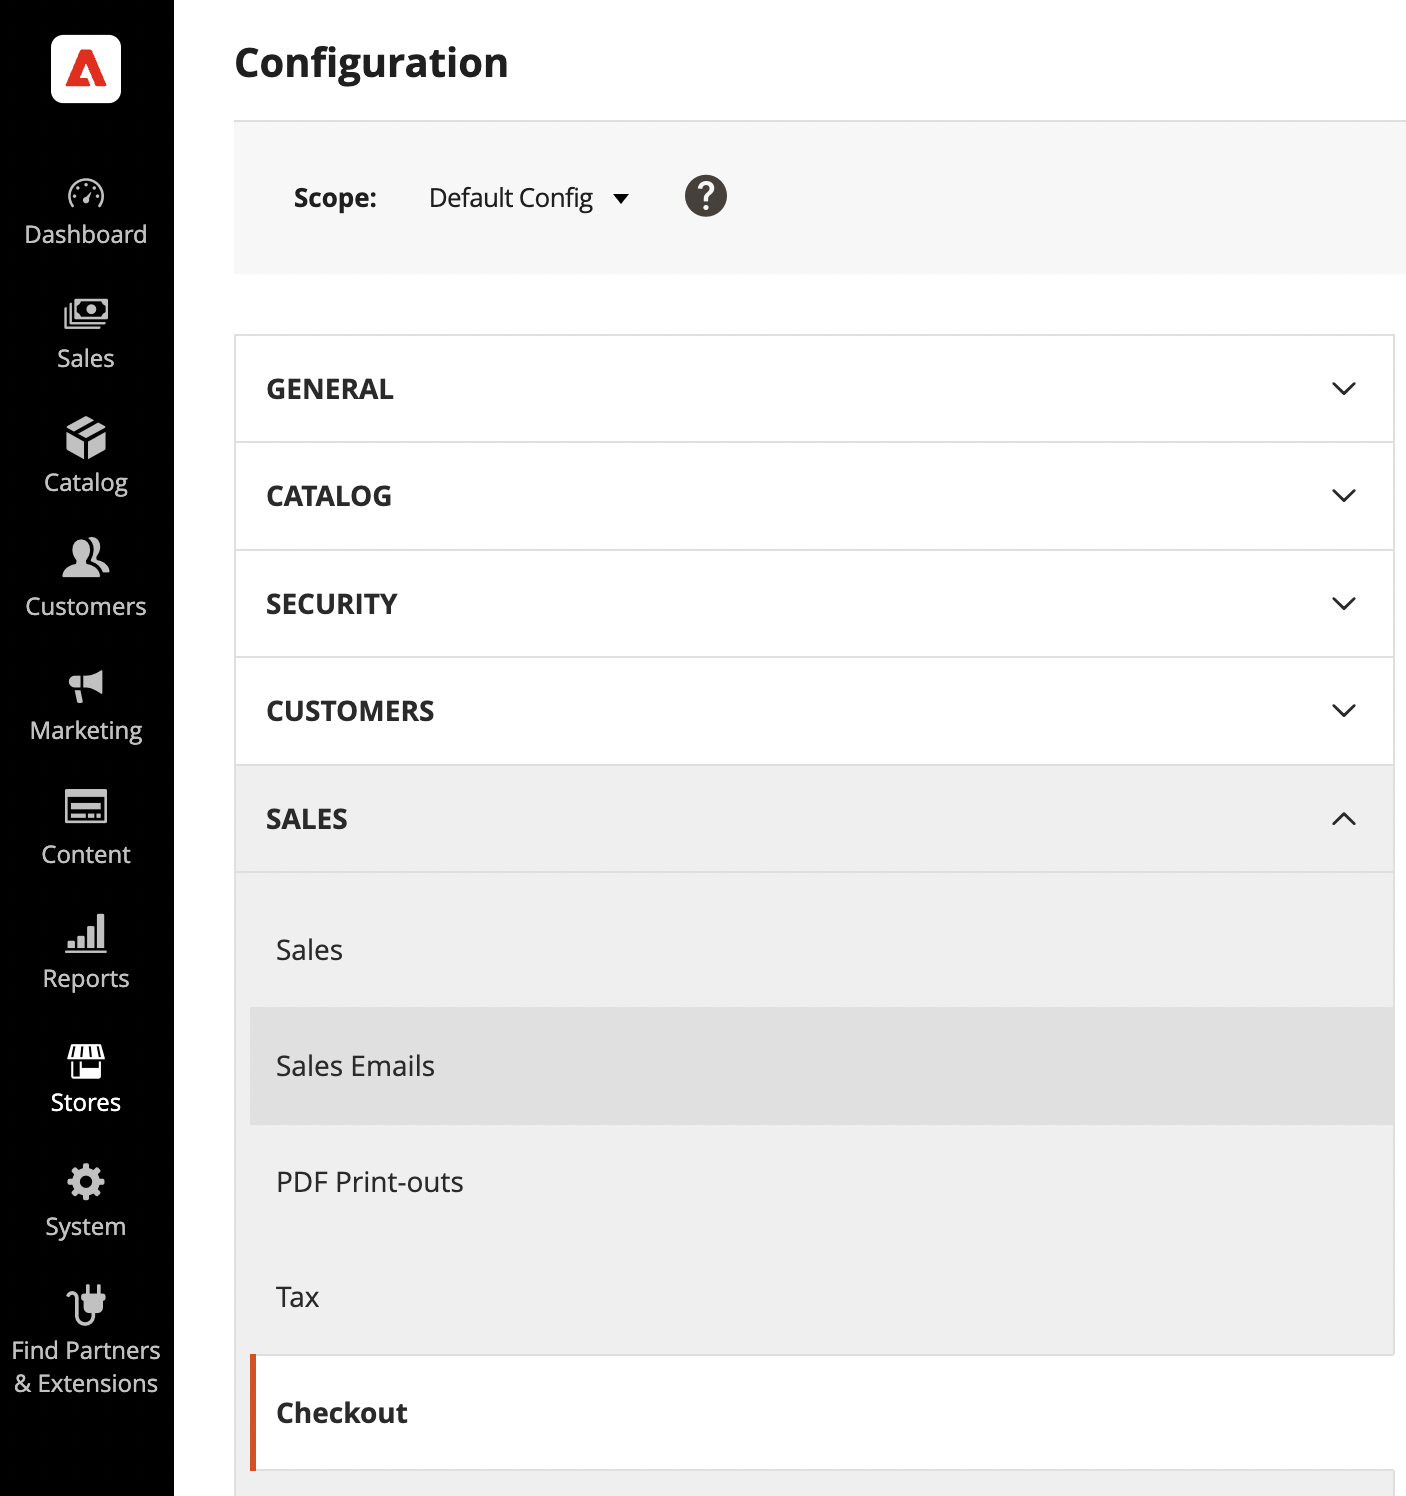 Configuration
Scope: Default Config ?
Dashboard
Sales
Catalog
Customers
Marketing
Content
Reports
Stores
System
Find Partners
& Extensions
GENERAL
CATALOG
SECURITY
CUSTOMERS
SALES
Sales
Sales Emails
PDF Print-outs
Tax
Checkout